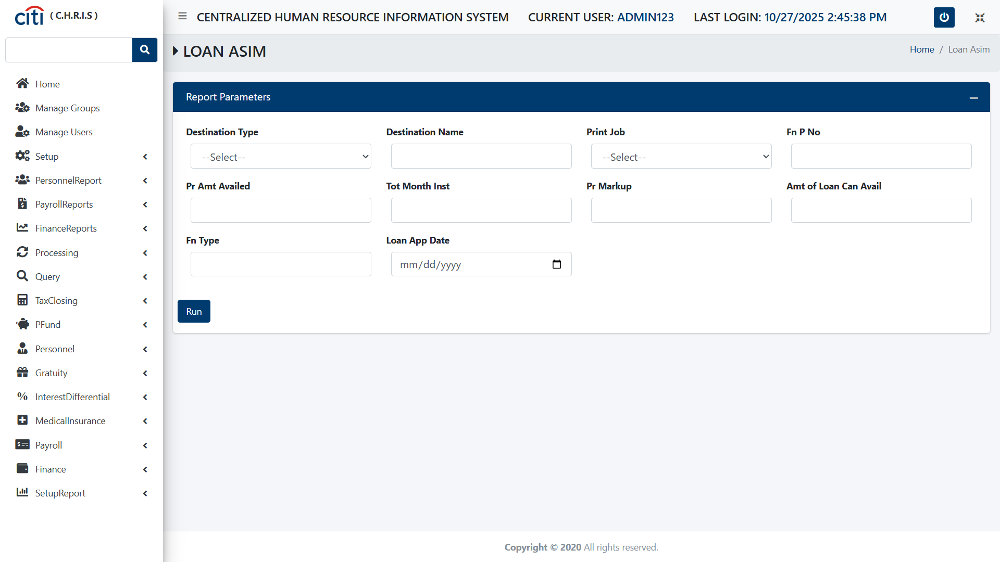 citi ( C.H.R.I.S )
CENTRALIZED HUMAN RESOURCE INFORMATION SYSTEM CURRENT USER: ADMIN123 LAST LOGIN: 10/27/2025 2:45:38 PM
LOAN ASIM
Home / Loan Asim
Home
Manage Groups
Manage Users
Setup
PersonnelReport
PayrollReports
FinanceReports
Processing
Query
TaxClosing
PFund
Personnel
Gratuity
InterestDifferential
MedicalInsurance
Payroll
Finance
SetupReport
Report Parameters
Destination Type Destination Name Print Job Fn P No
--Select-- --Select--
Pr Amt Availed Tot Month Inst Pr Markup Amt of Loan Can Avail
Fn Type Loan App Date
mm/dd/yyyy
Run
Copyright © 2020 All rights reserved.